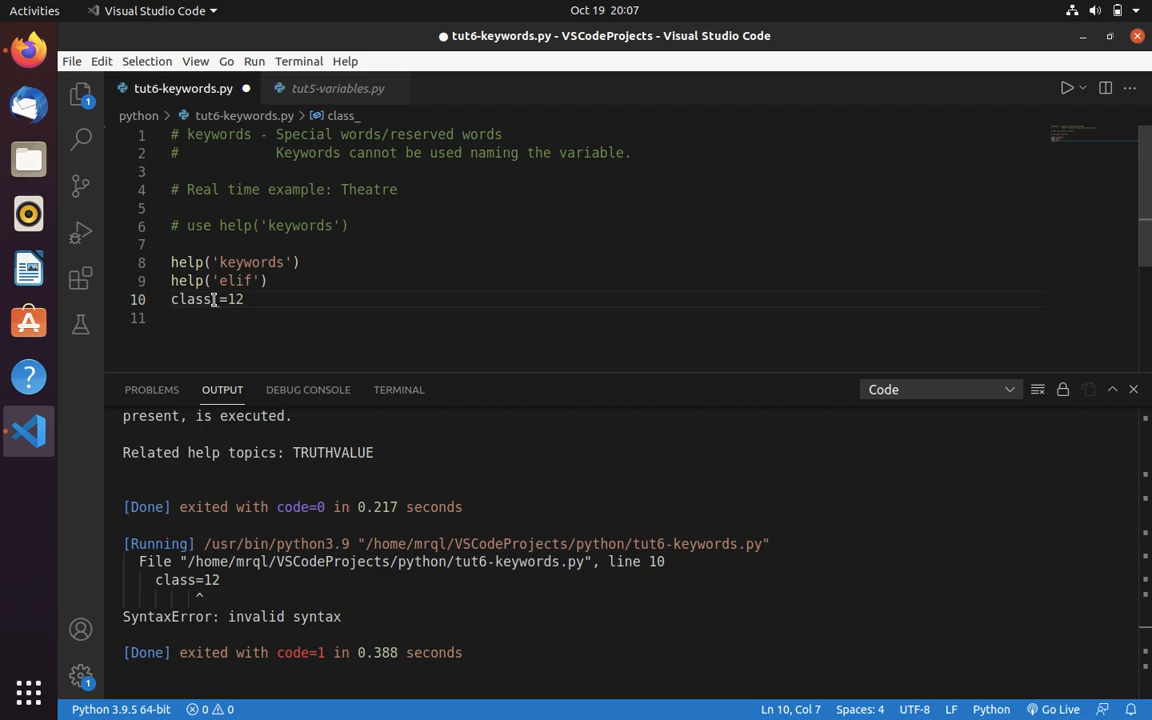 Activities
Visual Studio Code
Oct 19 20:07
● tut6-keywords.py - VSCodeProjects - Visual Studio Code
File Edit Selection View Go Run Terminal Help
tut6-keywords.py ●
tut5-variables.py
python > tut6-keywords.py > class_
1 # keywords - Special words/reserved words
2 # Keywords cannot be used naming the variable.
3
4 # Real time example: Theatre
5
6 # use help('keywords')
7
8 help('keywords')
9 help('elif')
10 class_=12
11
PROBLEMS OUTPUT DEBUG CONSOLE TERMINAL
Code
present, is executed.
Related help topics: TRUTHVALUE
[Done] exited with code=0 in 0.217 seconds
[Running] /usr/bin/python3.9 "/home/mrql/VSCodeProjects/python/tut6-keywords.py"
File "/home/mrql/VSCodeProjects/python/tut6-keywords.py", line 10
class=12
^
SyntaxError: invalid syntax
[Done] exited with code=1 in 0.388 seconds
1
1
Python 3.9.5 64-bit
0 0
Ln 10, Col 7
Spaces: 4
UTF-8
LF
Python
Go Live